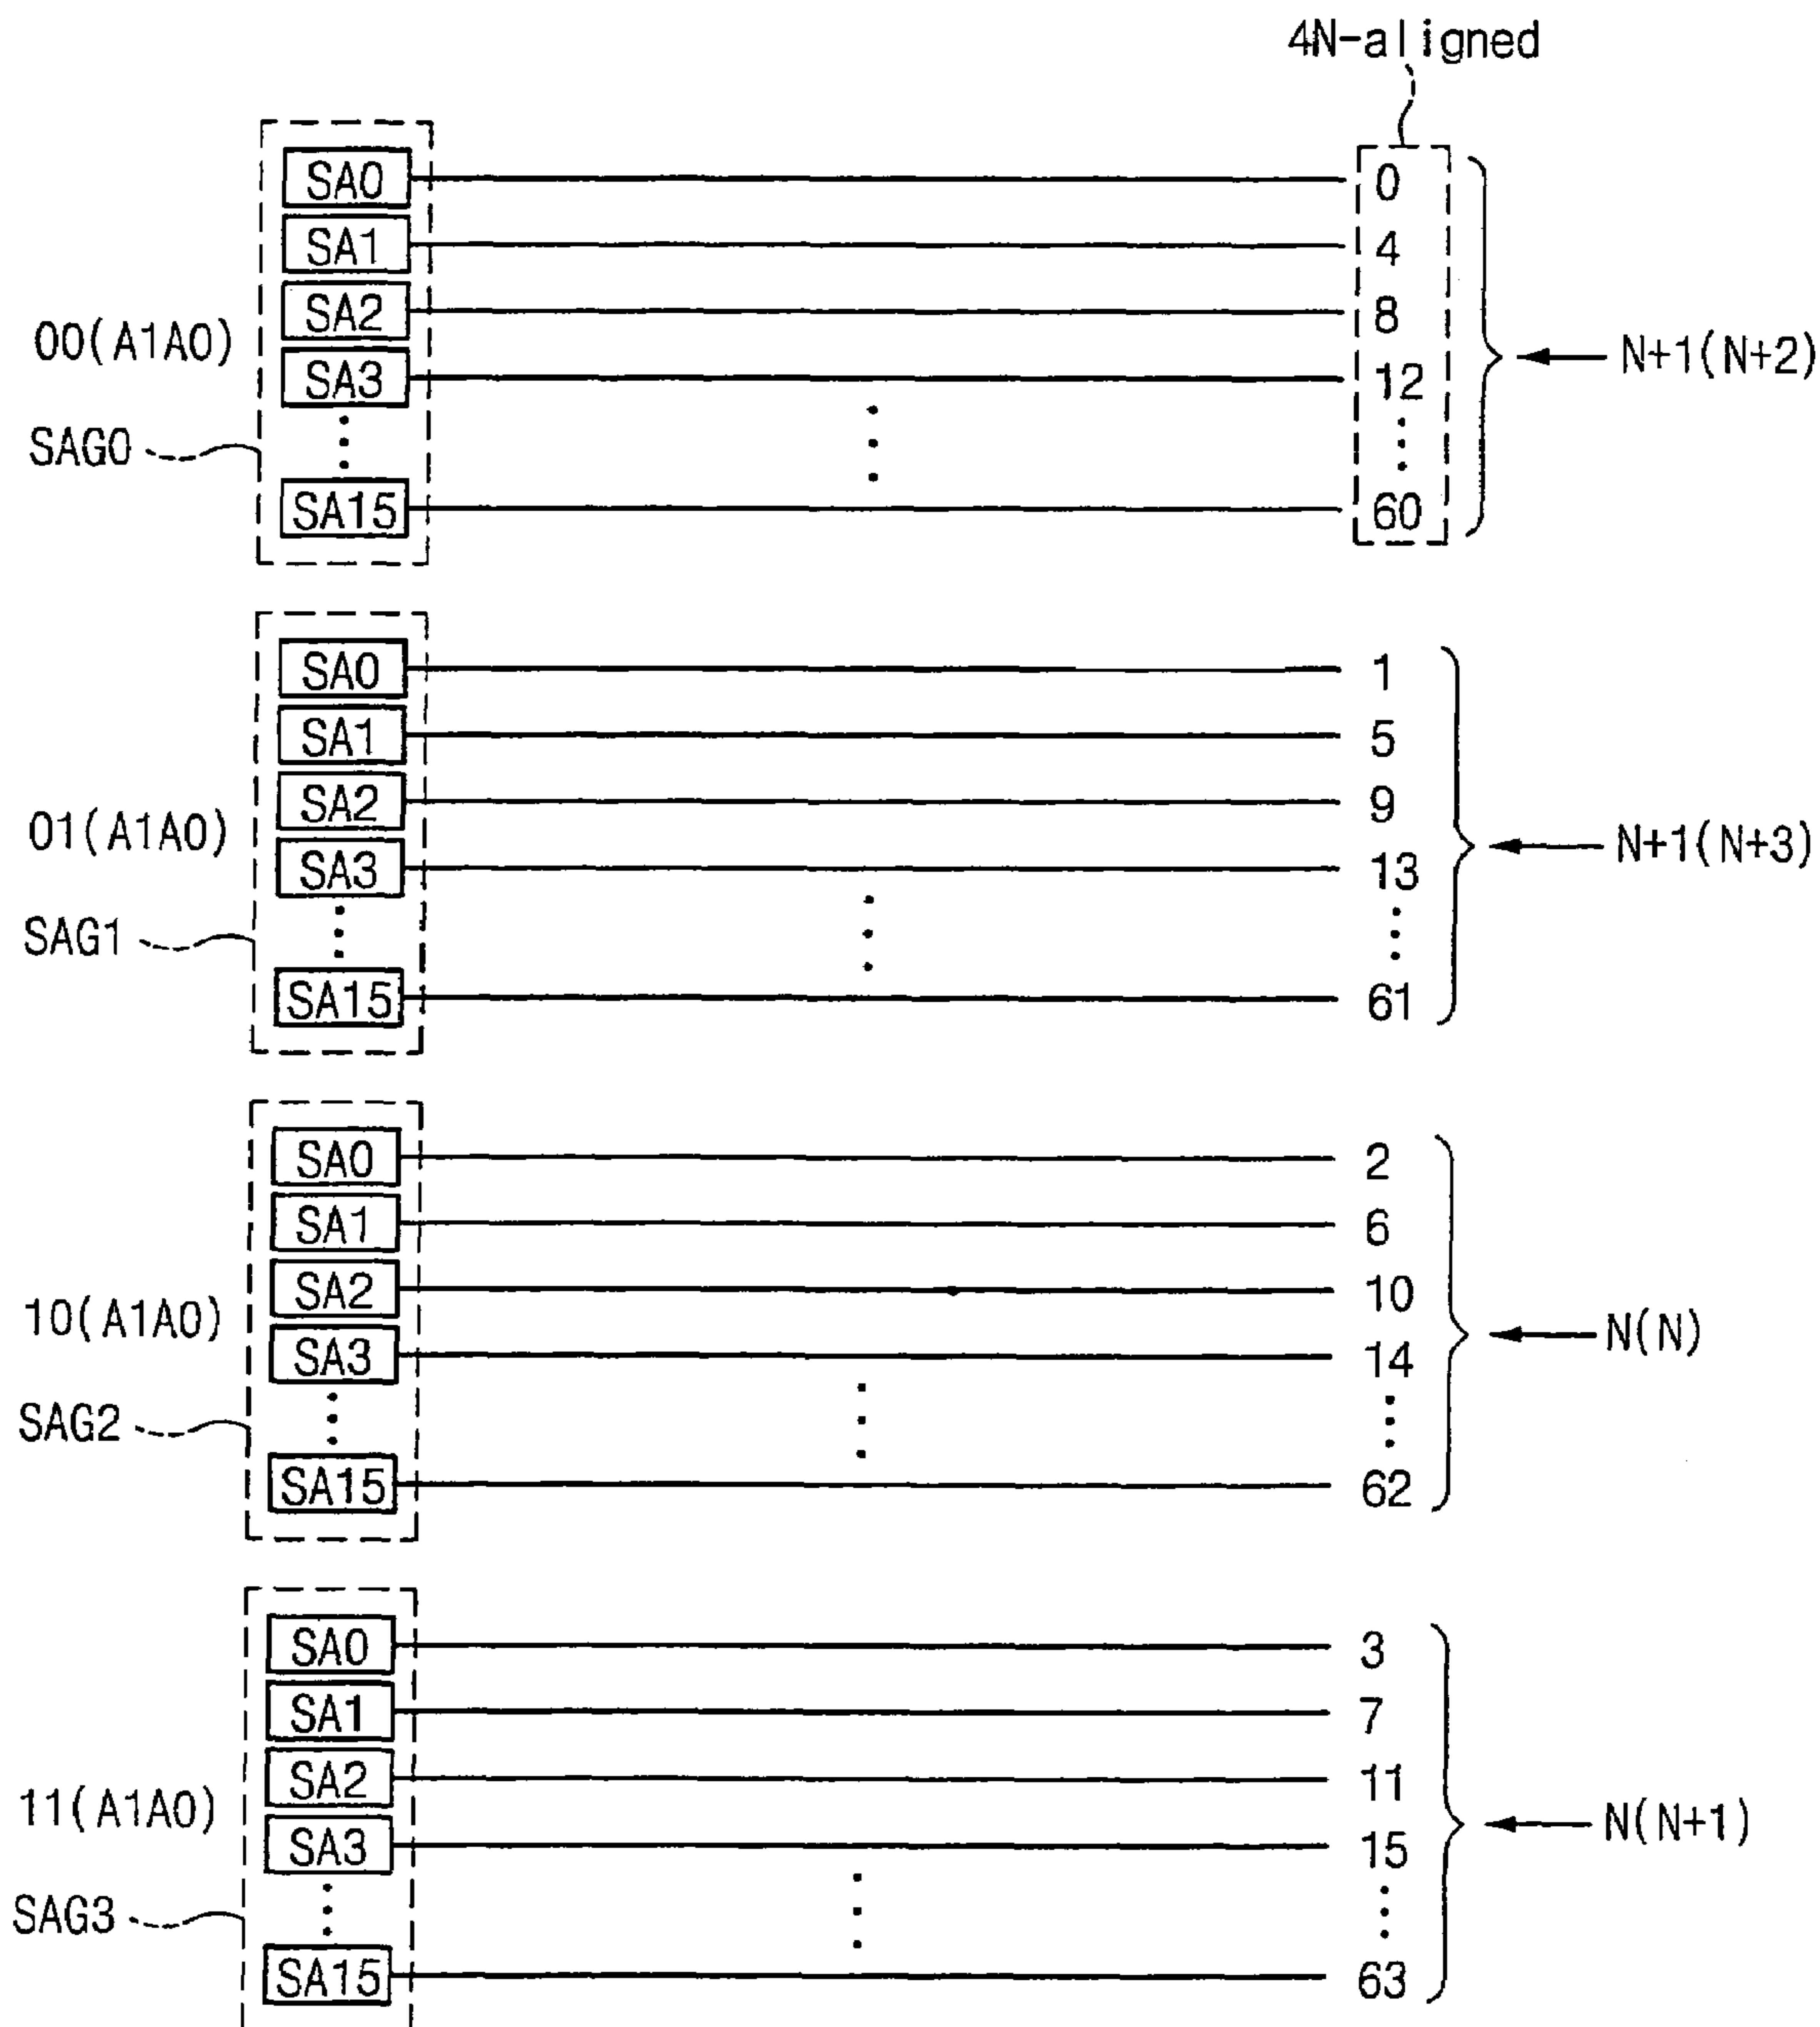 4N-aligned
SA0 0
SA1 4
SA2 8
00(A1A0)
SA3 12
N+1(N+2)
SAG0
SA15 60
SA0 1
SA1 5
SA2 9
01(A1A0)
SA3 13
N+1(N+3)
SAG1
SA15 61
SA0 2
SA1 6
SA2 10
10(A1A0)
SA3 14
N(N)
SAG2
SA15 62
SA0 3
SA1 7
SA2 11
11(A1A0)
SA3 15
N(N+1)
SAG3
SA15 63